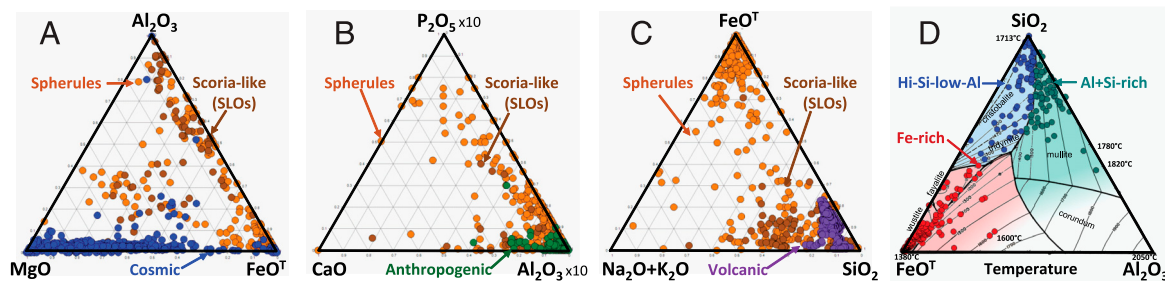 A
Al₂O₃
Spherules
Scoria-like
(SLOs)
MgO
Cosmic
FeOᵀ
B
P₂O₅ x10
Spherules
Scoria-like
(SLOs)
CaO
Anthropogenic
Al₂O₃ x10
C
FeOᵀ
Spherules
Scoria-like
(SLOs)
Na₂O+K₂O
Volcanic
SiO₂
D
SiO₂
1713°C
Hi-Si-low-Al
Al+Si-rich
cristobalite
Fe-rich
mullite
1780°C
1820°C
fayalite
wustite
corundum
1600°C
1380°C
2050°C
FeOᵀ
Temperature
Al₂O₃